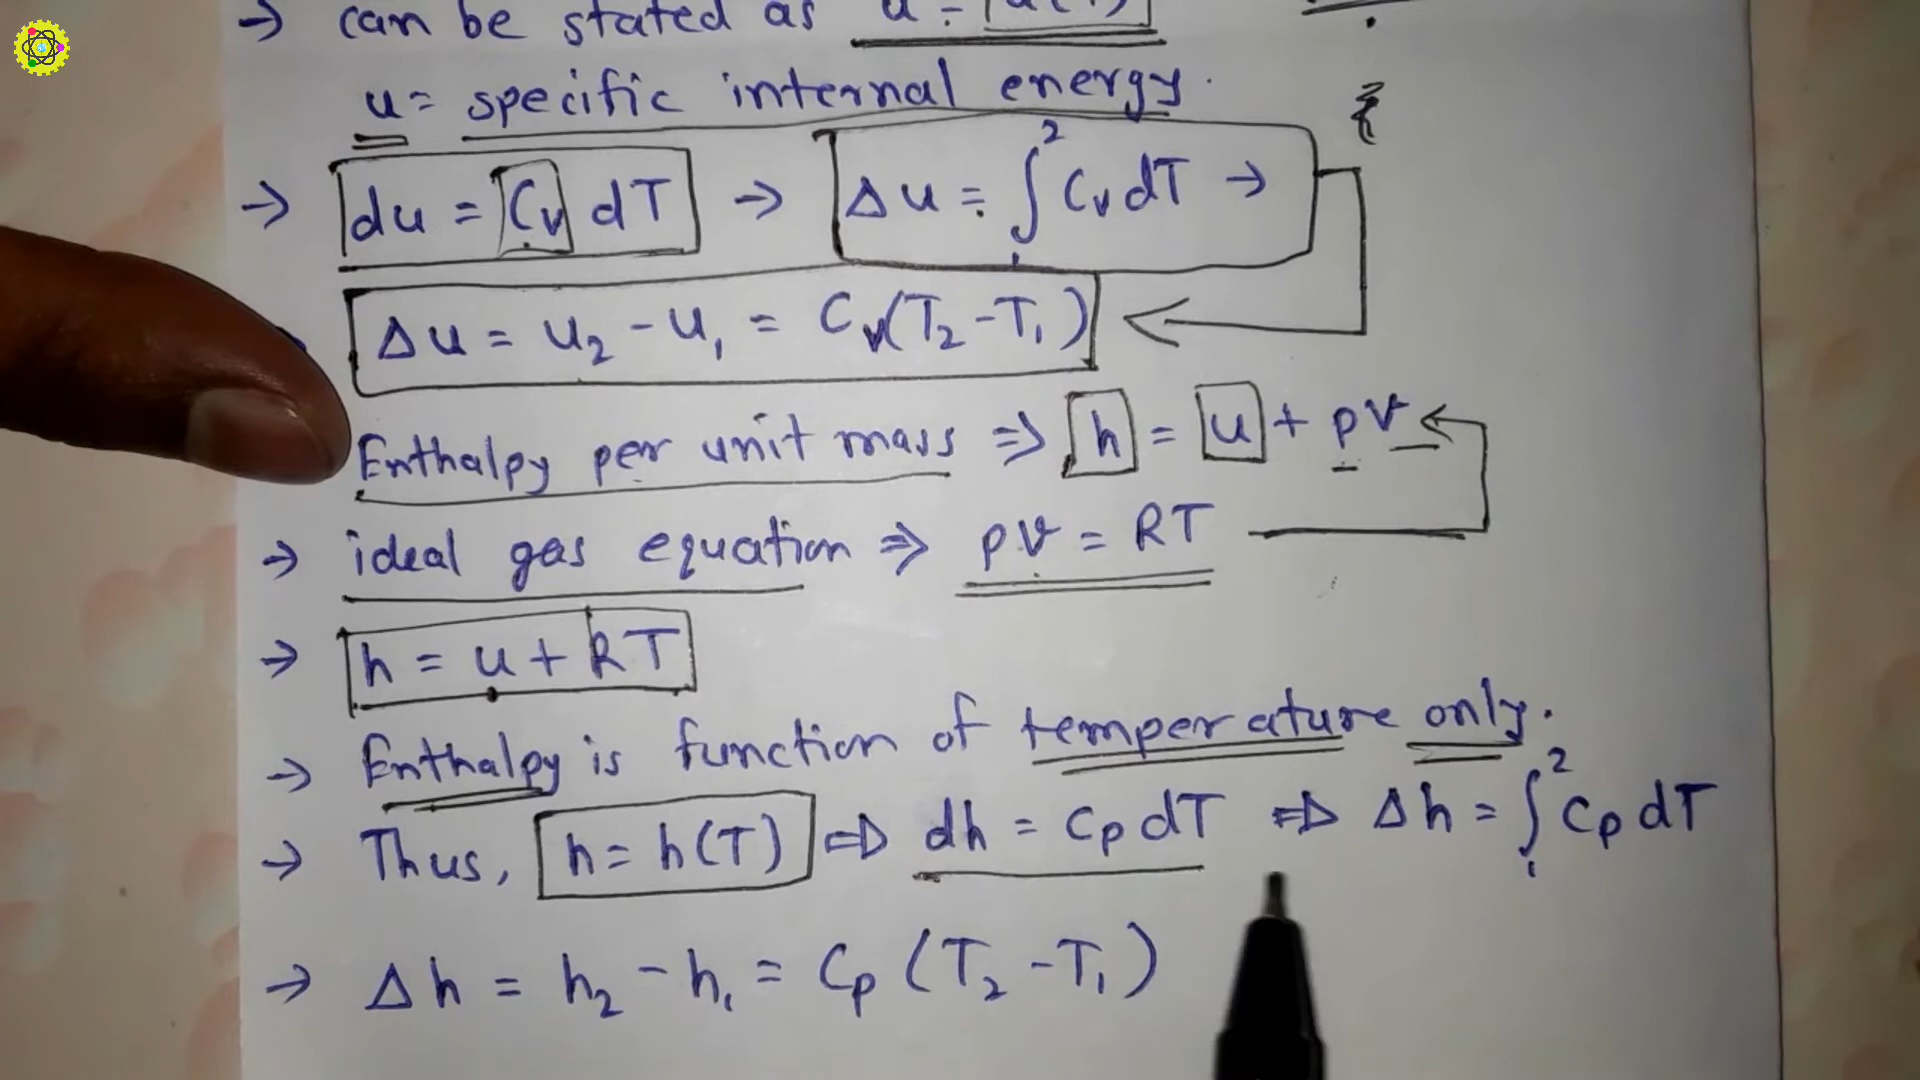 → can be stated as u = u(T)
u = specific internal energy.
→ du = Cv dT → Δu = ∫₁² Cv dT →
Δu = u₂ - u₁ = Cv(T₂ - T₁)
Enthalpy per unit mass ⇒ h = u + pv
→ ideal gas equation ⇒ pv = RT
→ h = u + RT
→ Enthalpy is function of temperature only.
→ Thus, h = h(T) ⇒ dh = Cp dT ⇒ Δh = ∫₁² Cp dT
→ Δh = h₂ - h₁ = Cp (T₂ - T₁)